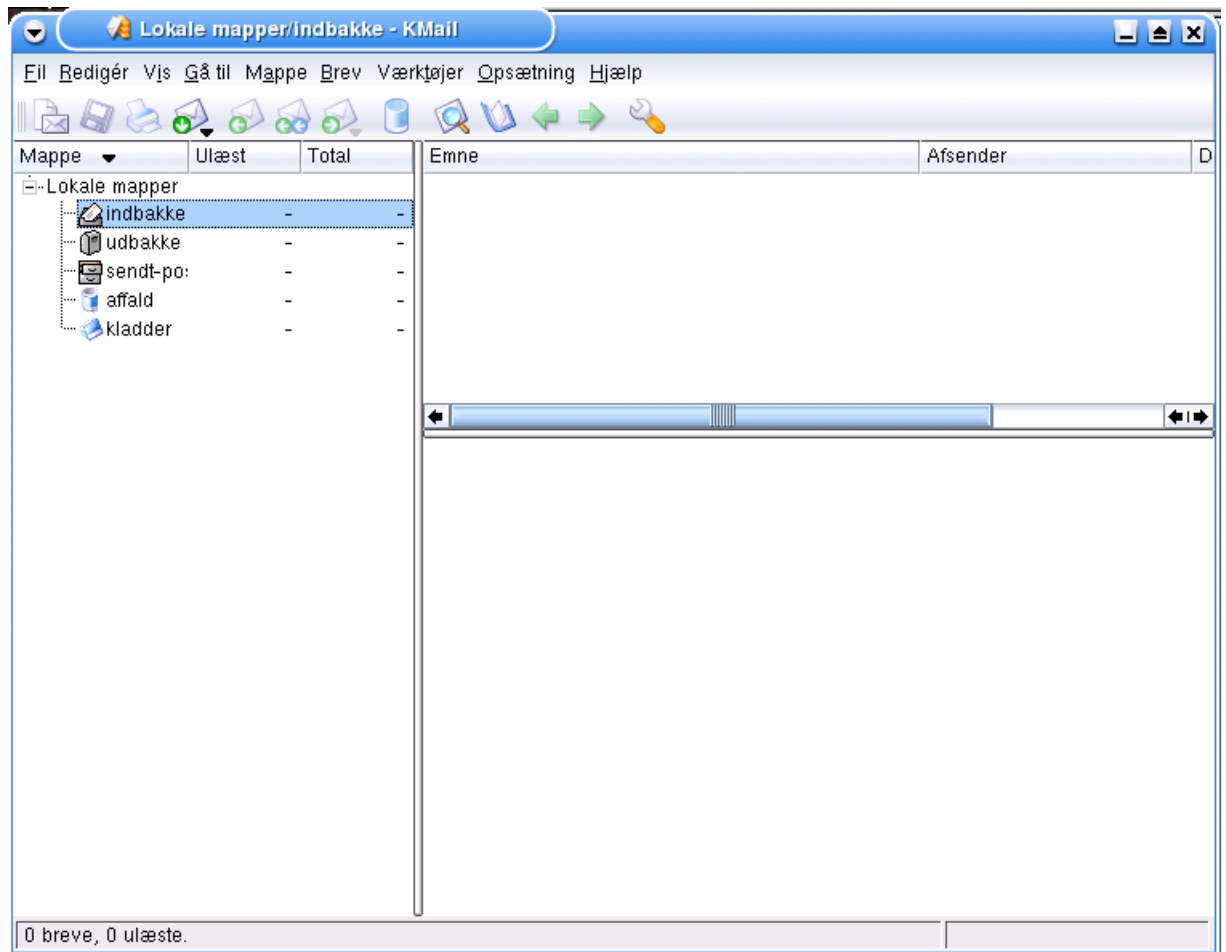 Lokale mapper/indbakke - KMail
Fil Redigér Vis Gå til Mappe Brev Værktøjer Opsætning Hjælp
Mappe Ulæst Total Emne Afsender D
Lokale mapper
indbakke - -
udbakke - -
sendt-po - -
affald - -
kladder - -
0 breve, 0 ulæste.